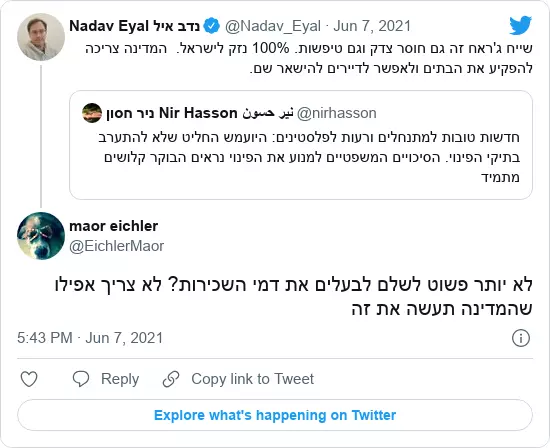 Nadav Eyal נדב איל @Nadav_Eyal · Jun 7, 2021
שייח ג'ראח זה גם חוסר צדק וגם טיפשות. 100% נזק לישראל. המדינה צריכה
להפקיע את הבתים ולאפשר לדיירים להישאר שם.
ניר חסון Nir Hasson نير حسون @nirhasson
חדשות טובות למתנחלים ורעות לפלסטינים: היועמש החליט שלא להתערב
בתיקי הפינוי. הסיכויים המשפטיים למנוע את הפינוי נראים הבוקר קלושים
מתמיד
maor eichler
@EichlerMaor
לא יותר פשוט לשלם לבעלים את דמי השכירות? לא צריך אפילו
שהמדינה תעשה את זה
5:43 PM · Jun 7, 2021
Reply Copy link to Tweet
Explore what's happening on Twitter